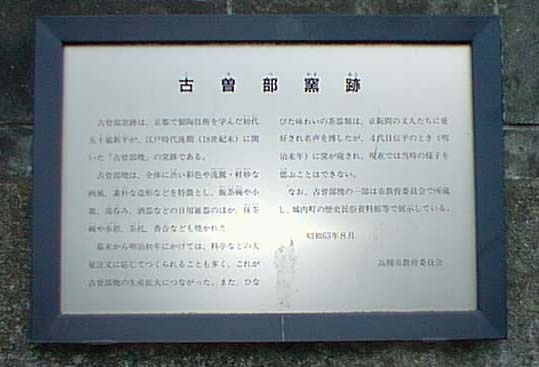 古曽部窯跡
古曽部窯跡は、京都で製陶技術を学んだ初代
五十嵐新平が、江戸時代後期（18世紀末）に開
いた「古曽部焼」の窯跡である。
古曽部焼は、全体に渋い彩色や流麗・軽妙な
画風、素朴な造形などを特徴とし、飯茶碗や小
皿、湯呑み、酒器などの日用雑器のほか、抹茶
碗や水指、茶托、香合なども焼かれた
幕末から明治初年にかけては、料亭などの大
量注文に応じてつくられることも多く、これが
古曽部焼の生産拡大につながった。また、ひな
びた味わいの茶器類は、京阪間の文人たちに愛
好され名声を博したが、4代目信平のとき（明
治末年）に窯が廃され、現在では当時の様子を
偲ぶことはできない。
なお、古曽部焼の一部は市教育委員会で所蔵
し、城内町の歴史民俗資料館等で展示している。
昭和63年8月
高槻市教育委員会